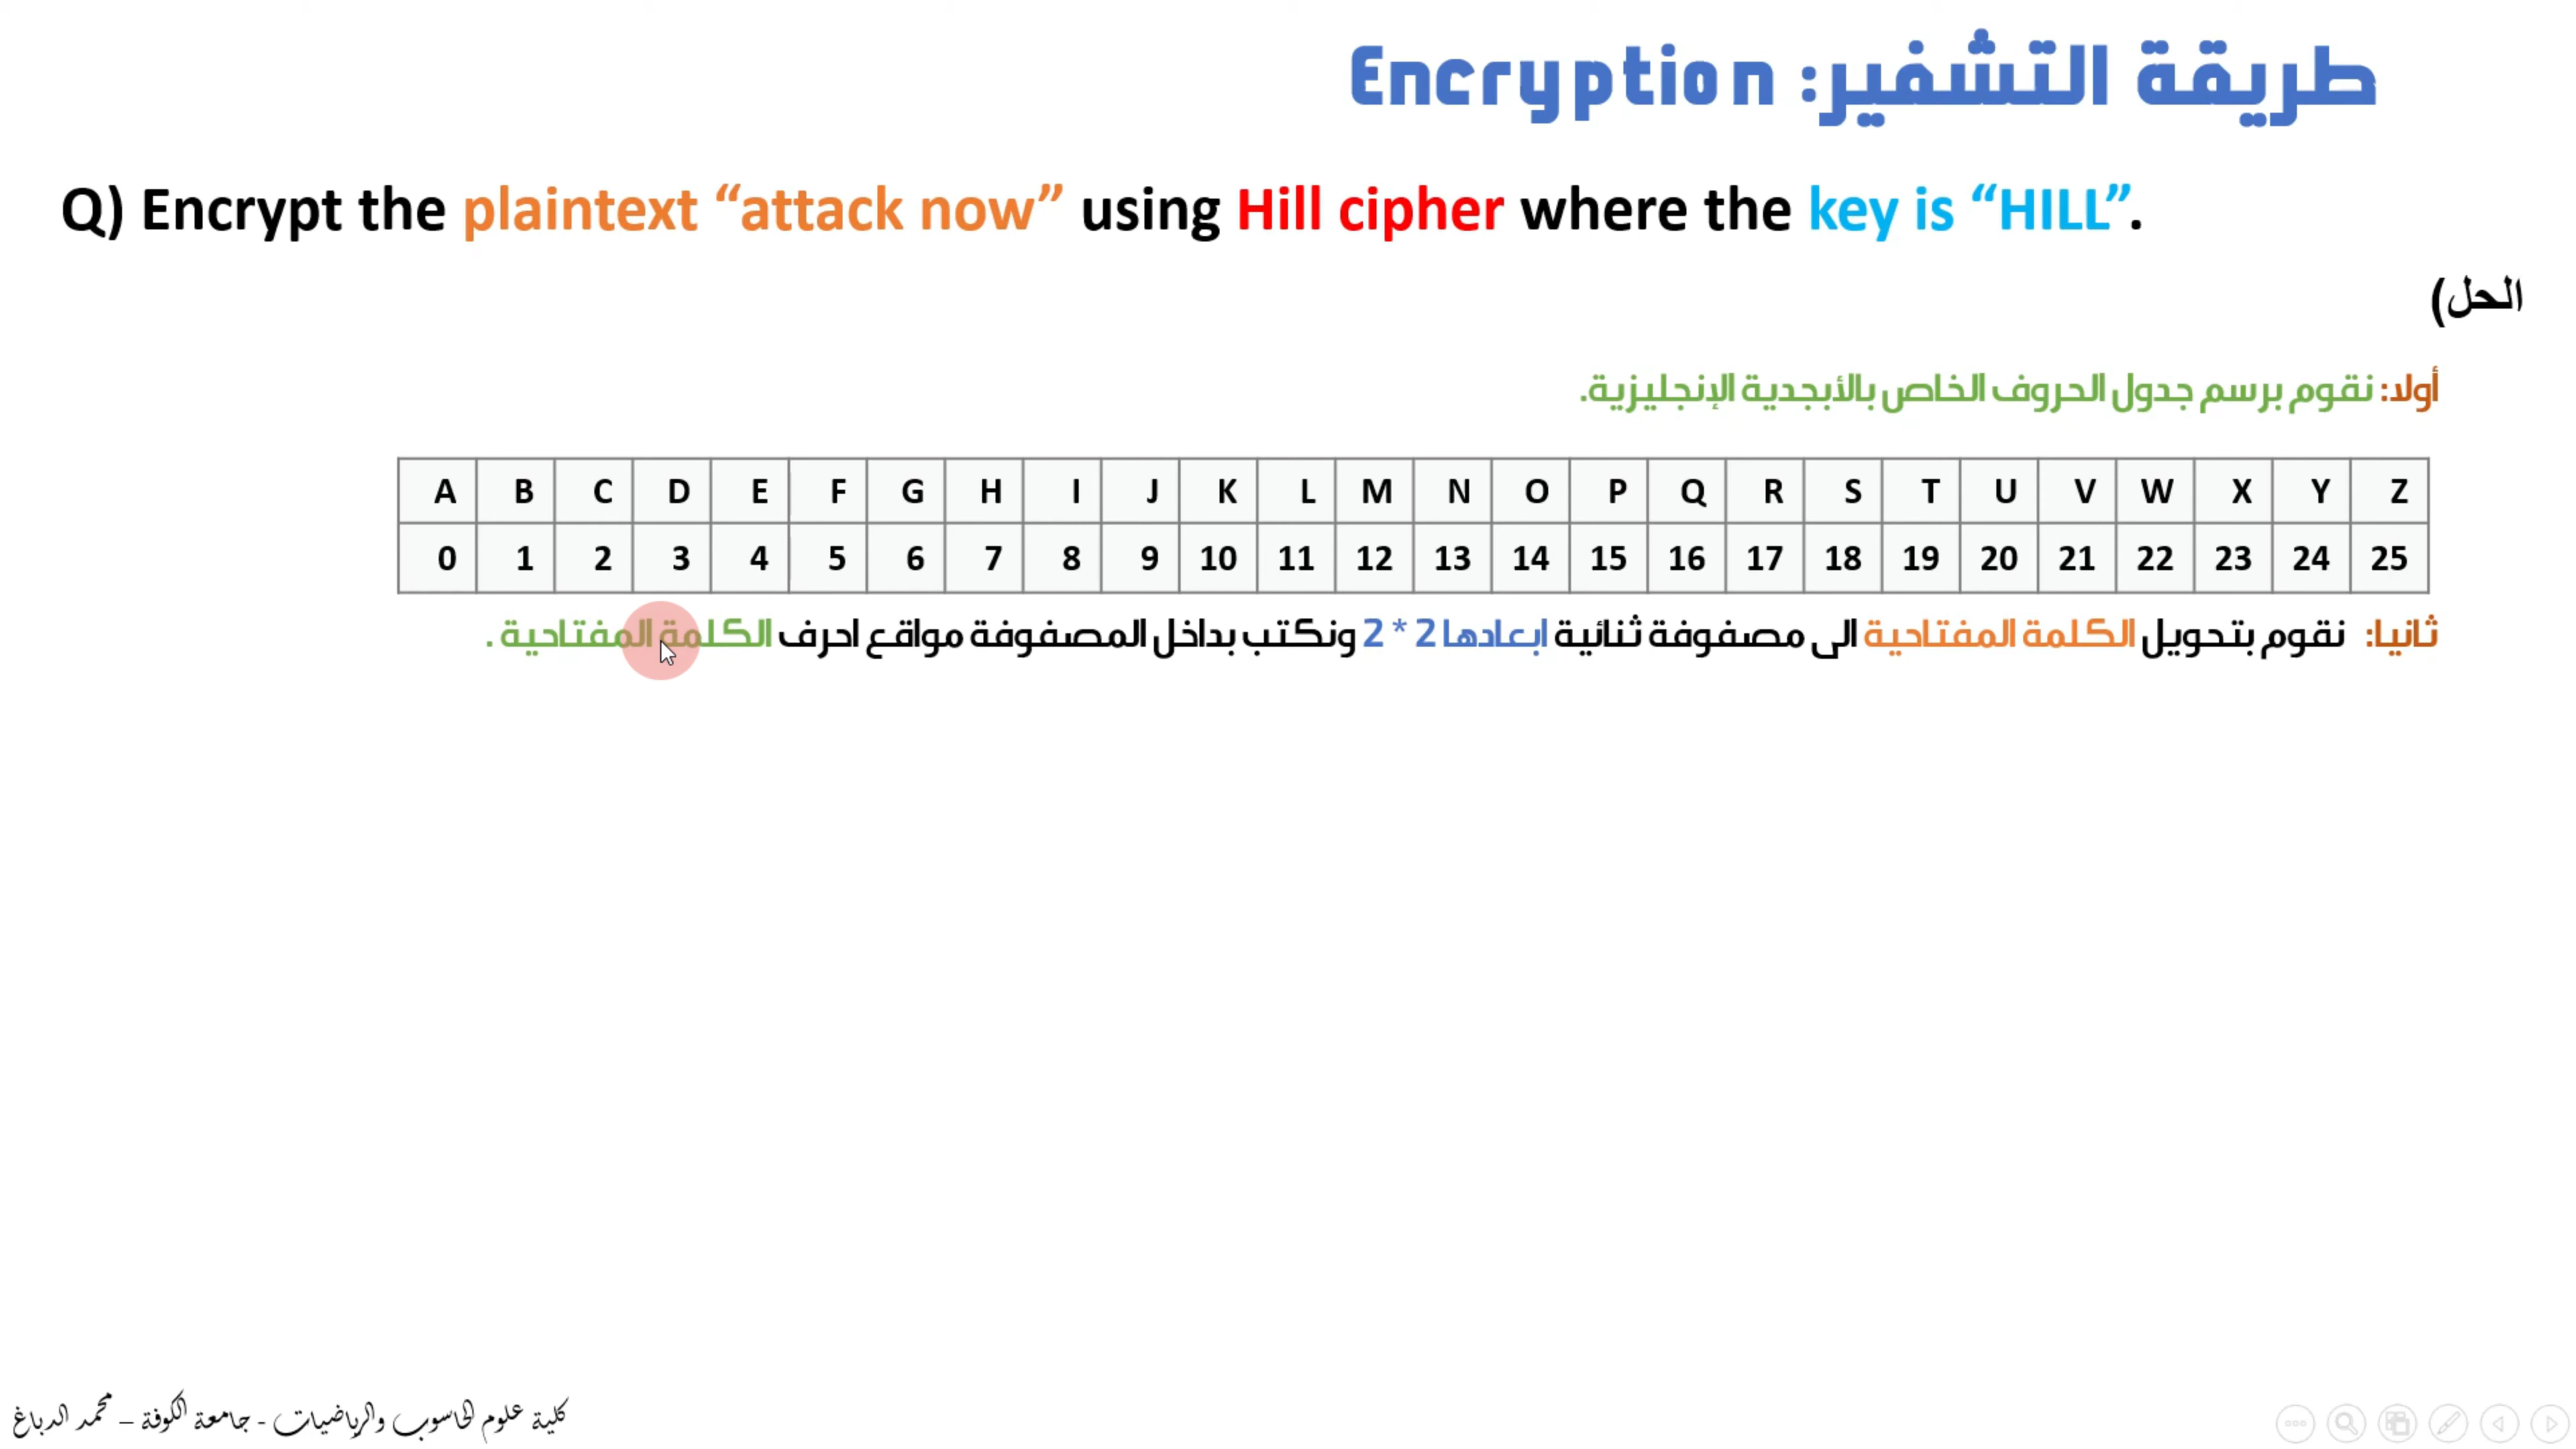 طريقة التشفير: Encryption
Q) Encrypt the plaintext “attack now” using Hill cipher where the key is “HILL”.
الحل)
أولا: نقوم برسم جدول الحروف الخاص بالأبجدية الإنجليزية.
A B C D E F G H I J K L M N O P Q R S T U V W X Y Z
0 1 2 3 4 5 6 7 8 9 10 11 12 13 14 15 16 17 18 19 20 21 22 23 24 25
ثانيا: نقوم بتحويل الكلمة المفتاحية الى مصفوفة ثنائية ابعادها 2 * 2 ونكتب بداخل المصفوفة مواقع احرف الكلمة المفتاحية .
كلية علوم الحاسوب والرياضيات - جامعة الكوفة – محمد الدباغ